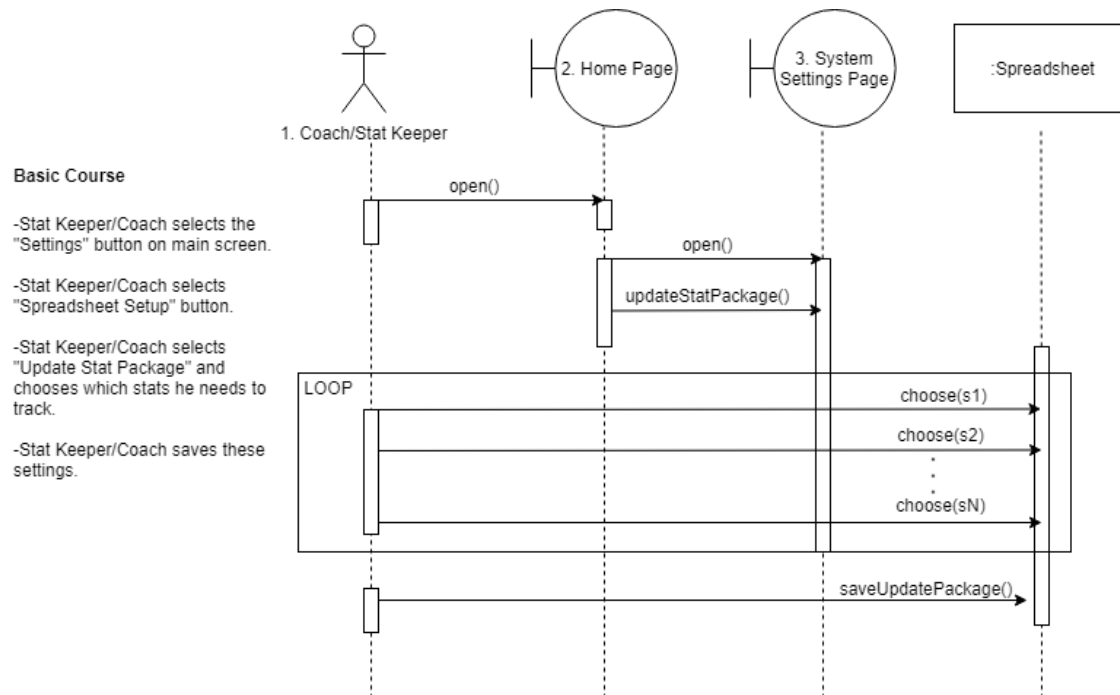 2. Home Page
3. System
Settings Page
:Spreadsheet
1. Coach/Stat Keeper
Basic Course
-Stat Keeper/Coach selects the
"Settings" button on main screen.
-Stat Keeper/Coach selects
"Spreadsheet Setup" button.
-Stat Keeper/Coach selects
"Update Stat Package" and
chooses which stats he needs to
track.
-Stat Keeper/Coach saves these
settings.
open()
open()
updateStatPackage()
LOOP
choose(s1)
choose(s2)
choose(sN)
saveUpdatePackage()